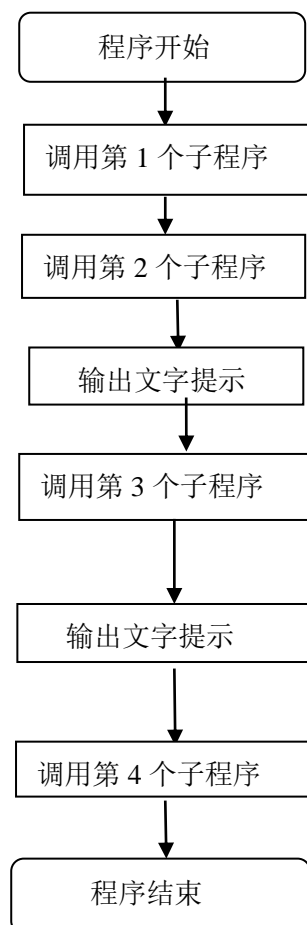 程序开始
调用第 1 个子程序
调用第 2 个子程序
输出文字提示
调用第 3 个子程序
输出文字提示
调用第 4 个子程序
程序结束